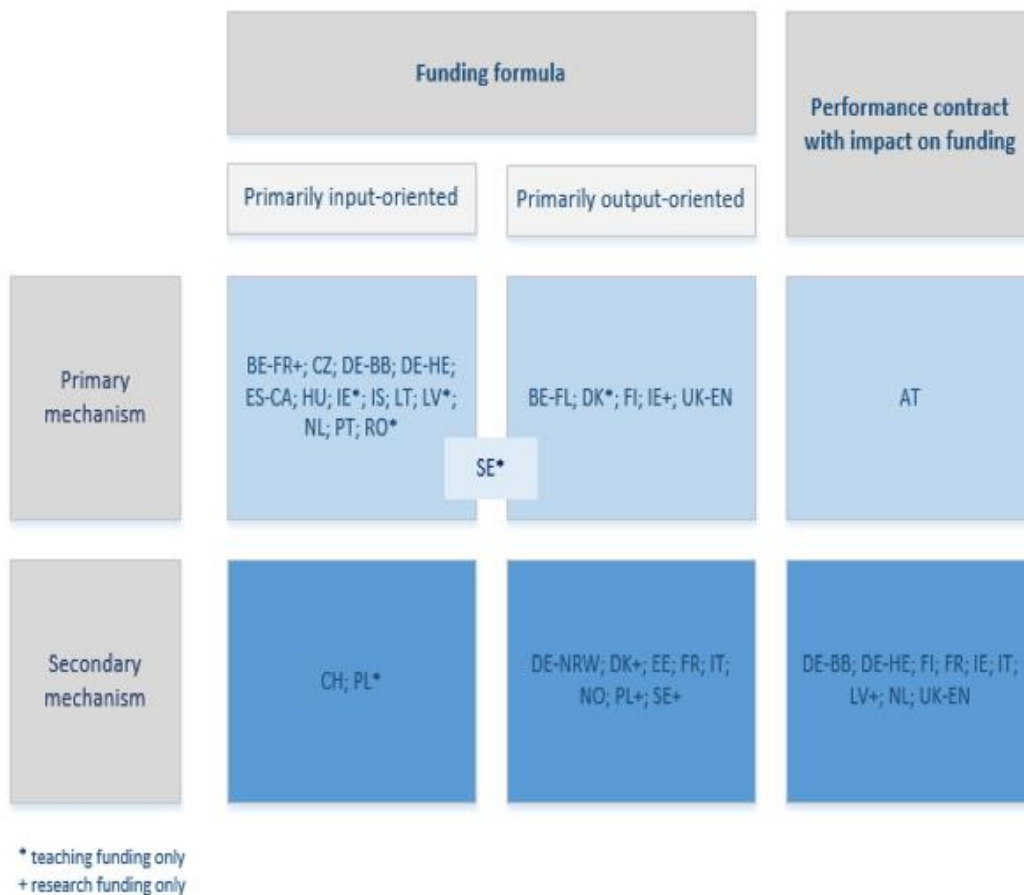 Funding formula
Performance contract
with impact on funding
Primarily input-oriented
Primarily output-oriented
Primary
mechanism
BE-FR+; CZ; DE-BB; DE-HE;
ES-CA; HU; IE*; IS; LT; LV*;
NL; PT; RO*
SE*
BE-FL; DK*; FI; IE+; UK-EN
AT
Secondary
mechanism
CH; PL*
DE-NRW; DK+; EE; FR; IT;
NO; PL+; SE+
DE-BB; DE-HE; FI; FR; IE; IT;
LV+; NL; UK-EN
* teaching funding only
+ research funding only